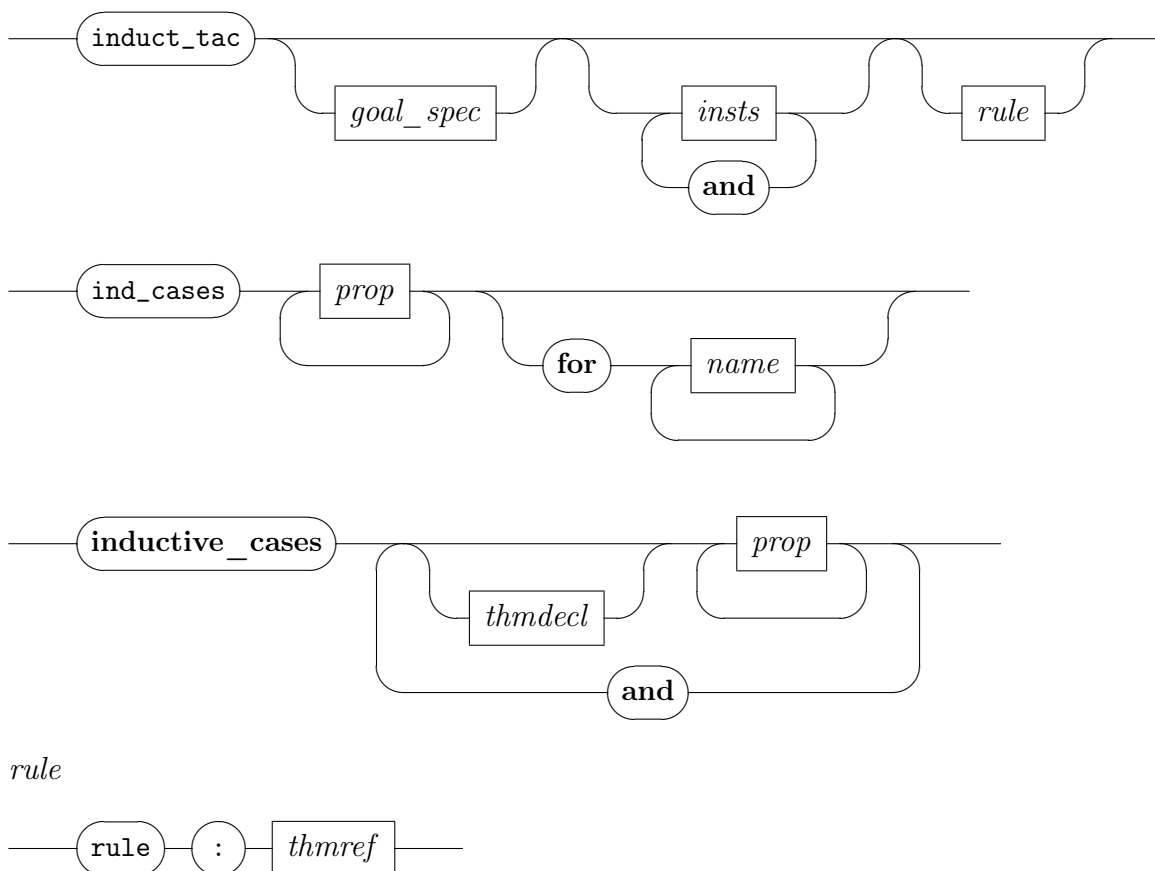 induct_tac
goal_spec insts rule
and
ind_cases prop
for name
inductive_cases prop
thmdecl
and
rule
rule : thmref